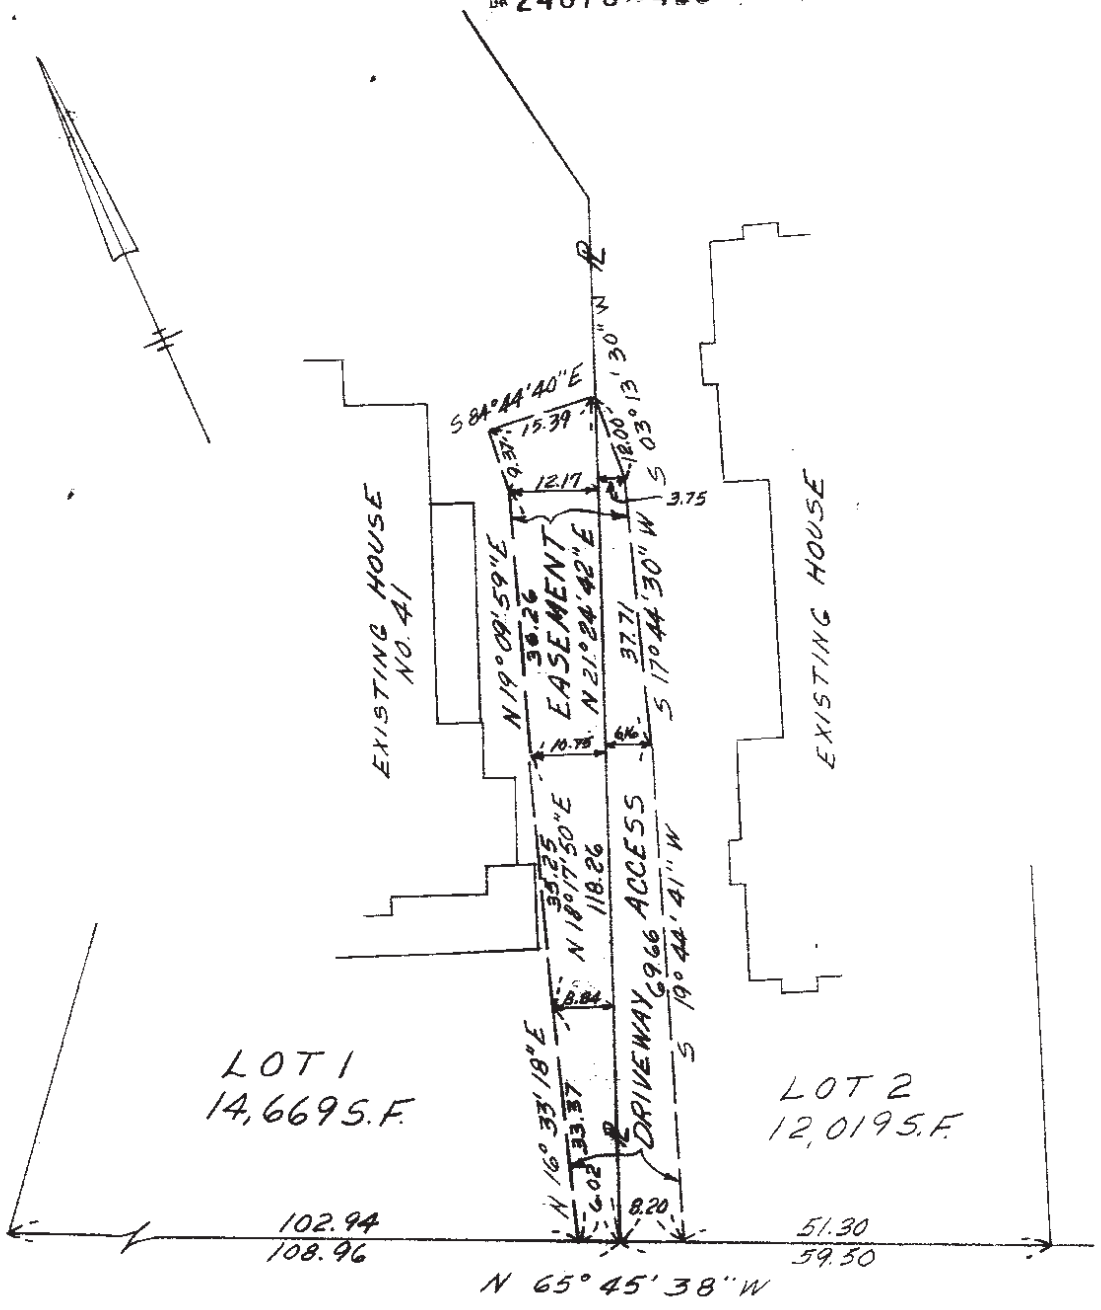 S 84°44'40"E
15.39
9.37
12.00
S 03°13'30"W
12.17
3.75
EXISTING HOUSE
NO. 41
N 19°09'59"E
EASEMENT
N 21°24'42"E
37.71
S 17°44'30"W
EXISTING HOUSE
10.75
6.16
35.25
N 18°17'50"E
118.26
DRIVEWAY ACCESS
69.66
S 19°44'41"W
8.84
LOT 1
14,669 S.F.
N 16°33'18"E
33.37
LOT 2
12,019 S.F.
6.02
8.20
102.94
108.96
51.30
59.50
N 65°45'38"W